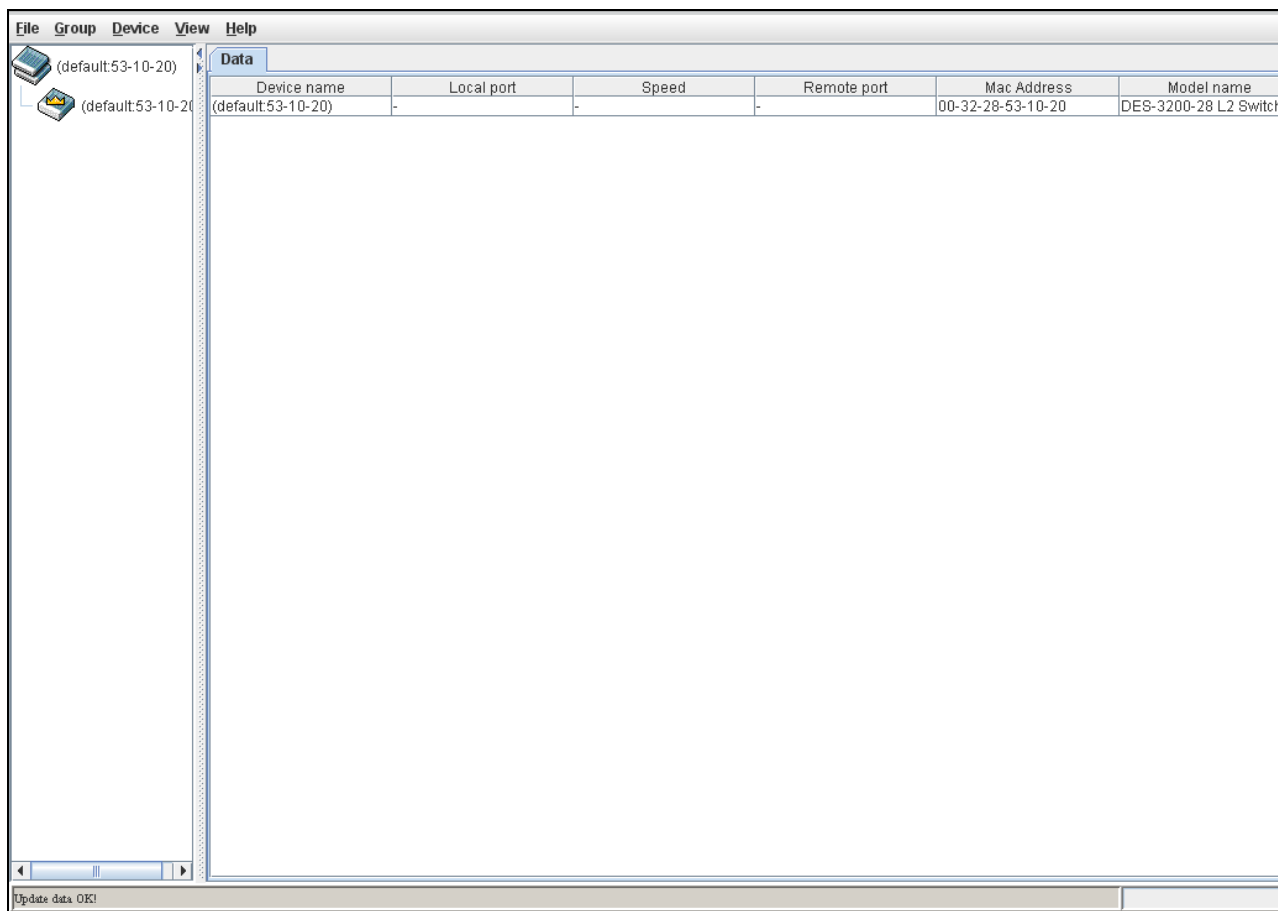 File Group Device View Help
(default:53-10-20)
(default:53-10-20
Data
Device name Local port Speed Remote port Mac Address Model name
(default:53-10-20) - - - 00-32-28-53-10-20 DES-3200-28 L2 Switch
Update data OK!